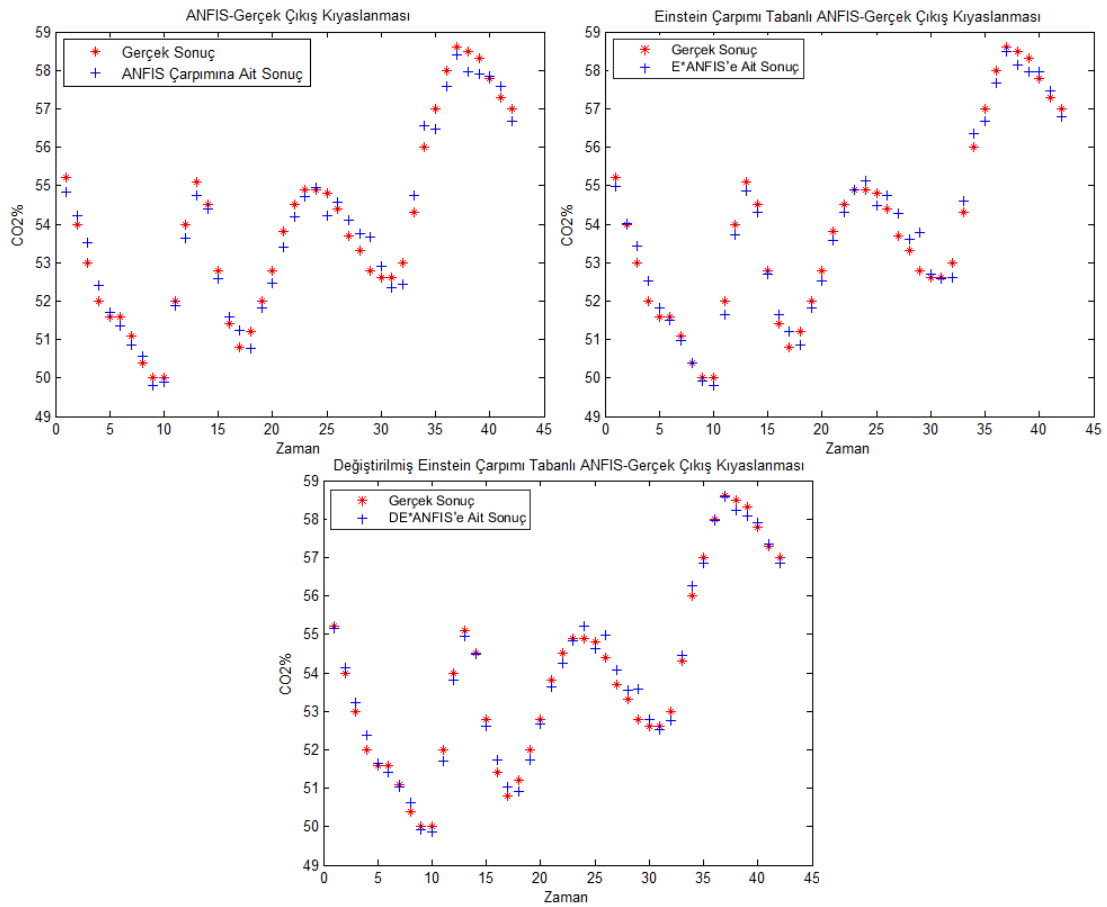 ANFIS-Gerçek Çıkış Kıyaslanması
Gerçek Sonuç
ANFIS Çarpımına Ait Sonuç
CO2%
59
58
57
56
55
54
53
52
51
50
49
0 5 10 15 20 25 30 35 40 45
Zaman
Einstein Çarpımı Tabanlı ANFIS-Gerçek Çıkış Kıyaslanması
Gerçek Sonuç
E*ANFIS'e Ait Sonuç
CO2%
59
58
57
56
55
54
53
52
51
50
49
0 5 10 15 20 25 30 35 40 45
Zaman
Değiştirilmiş Einstein Çarpımı Tabanlı ANFIS-Gerçek Çıkış Kıyaslanması
Gerçek Sonuç
DE*ANFIS'e Ait Sonuç
CO2%
59
58
57
56
55
54
53
52
51
50
49
0 5 10 15 20 25 30 35 40 45
Zaman